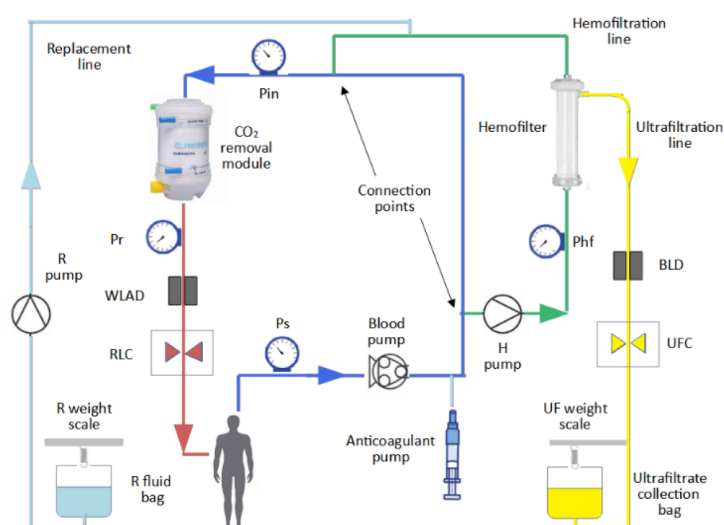 Replacement
line
Hemofiltration
line
Pin
CO₂
removal
module
Hemofilter
Ultrafiltration
line
Connection
points
Pr
Phf
R
pump
WLAD
BLD
Ps
Blood
pump
H
pump
RLC
UFC
R weight
scale
Anticoagulant
pump
UF weight
scale
R fluid
bag
Ultrafiltrate
collection
bag